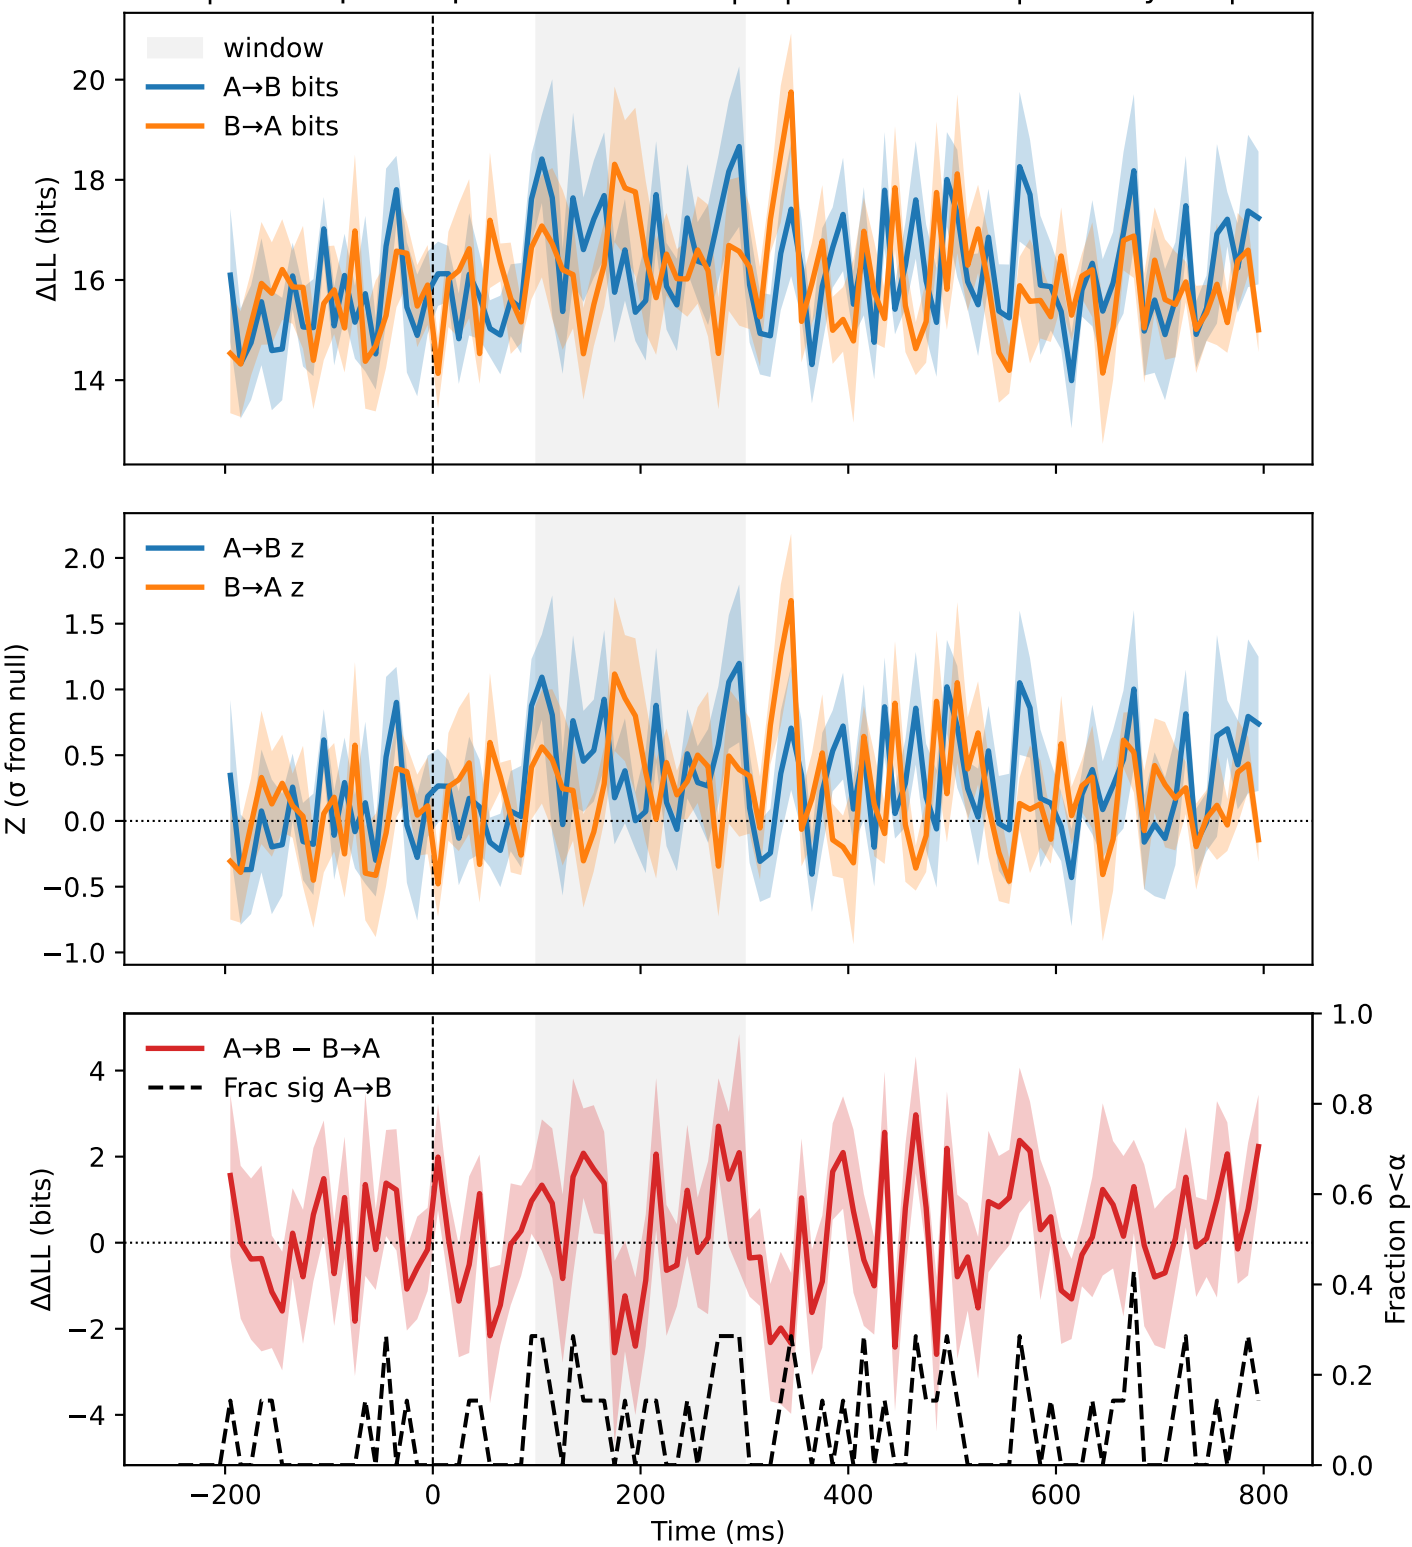 window
A→B bits
B→A bits
20
18
16
14
ΔLL (bits)
A→B z
B→A z
2.0
1.5
1.0
0.5
0.0
−0.5
−1.0
Z (σ from null)
A→B − B→A
Frac sig A→B
4
2
0
−2
−4
ΔΔLL (bits)
1.0
0.8
0.6
0.4
0.2
0.0
Fraction p<α
−200
0
200
400
600
800
Time (ms)